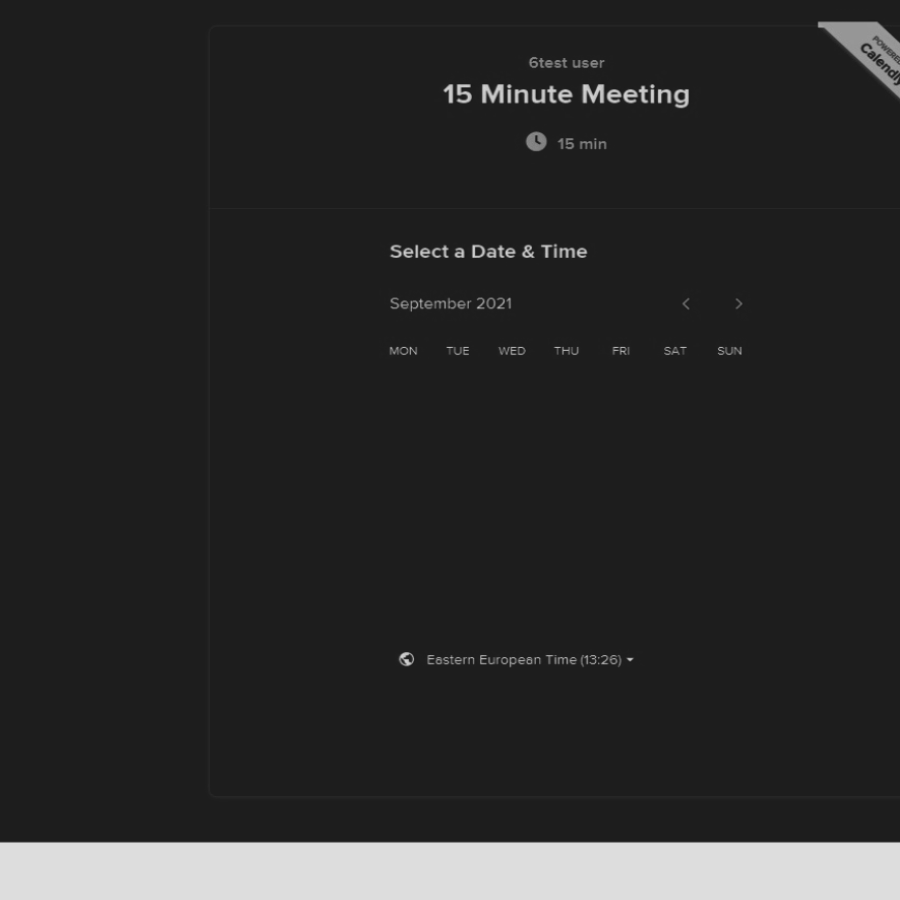 POWERED
Calendly
6test user
15 Minute Meeting
15 min
Select a Date & Time
September 2021
MON TUE WED THU FRI SAT SUN
Eastern European Time (13:26)